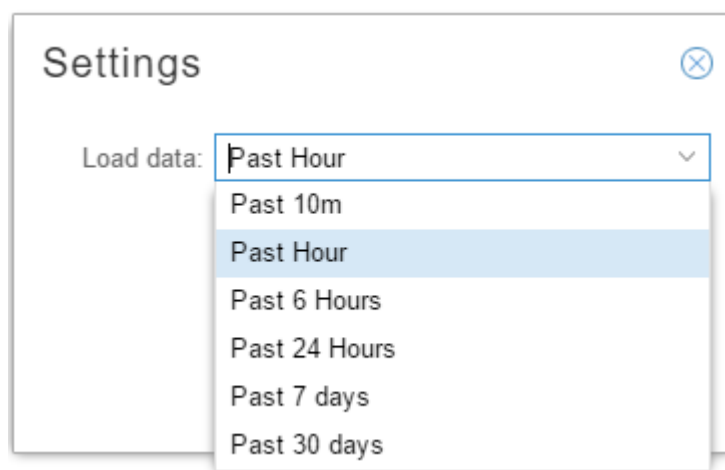 Settings
Load data: Past Hour
Past 10m
Past Hour
Past 6 Hours
Past 24 Hours
Past 7 days
Past 30 days